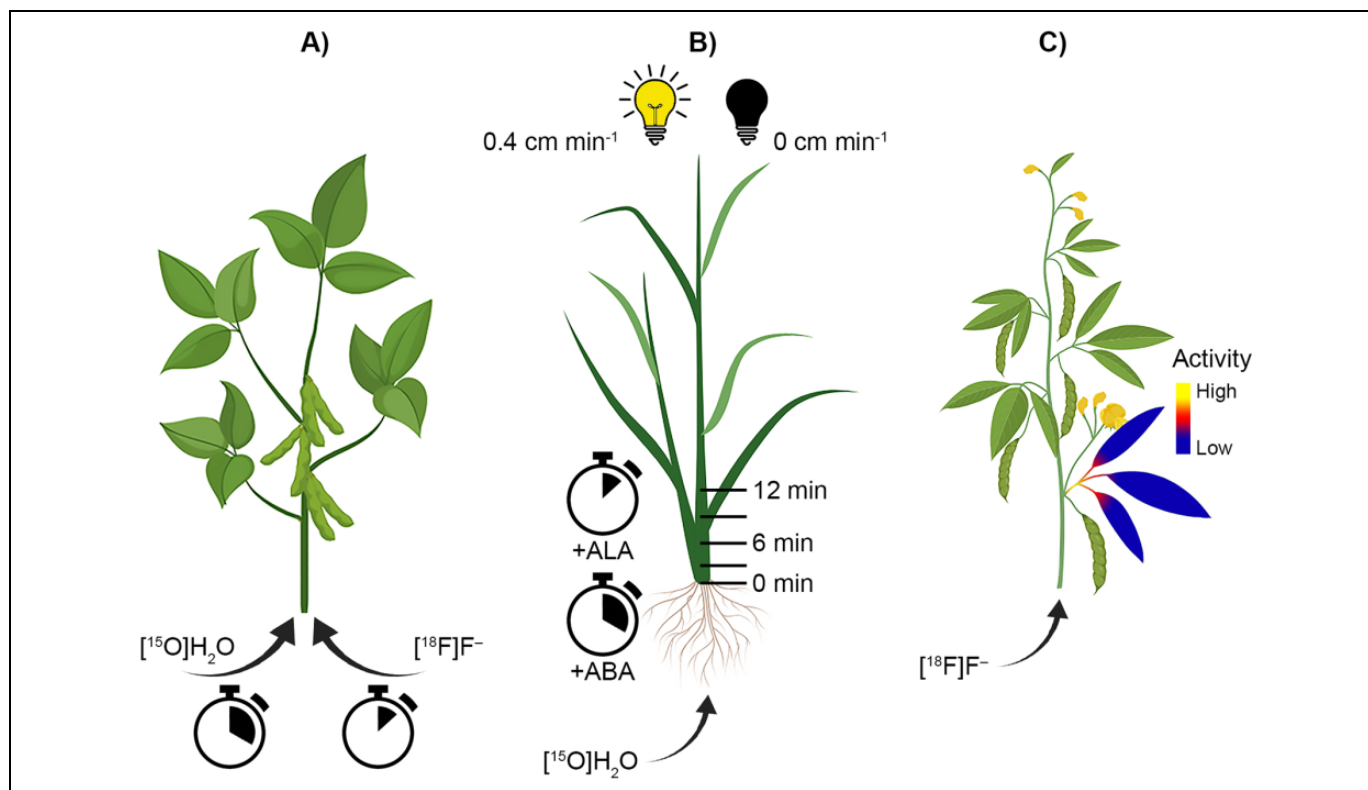 A)
B)
C)
0.4 cm min⁻¹
0 cm min⁻¹
Activity
High
Low
12 min
+ALA
6 min
0 min
+ABA
[¹⁵O]H₂O
[¹⁸F]F⁻
[¹⁸F]F⁻
[¹⁵O]H₂O